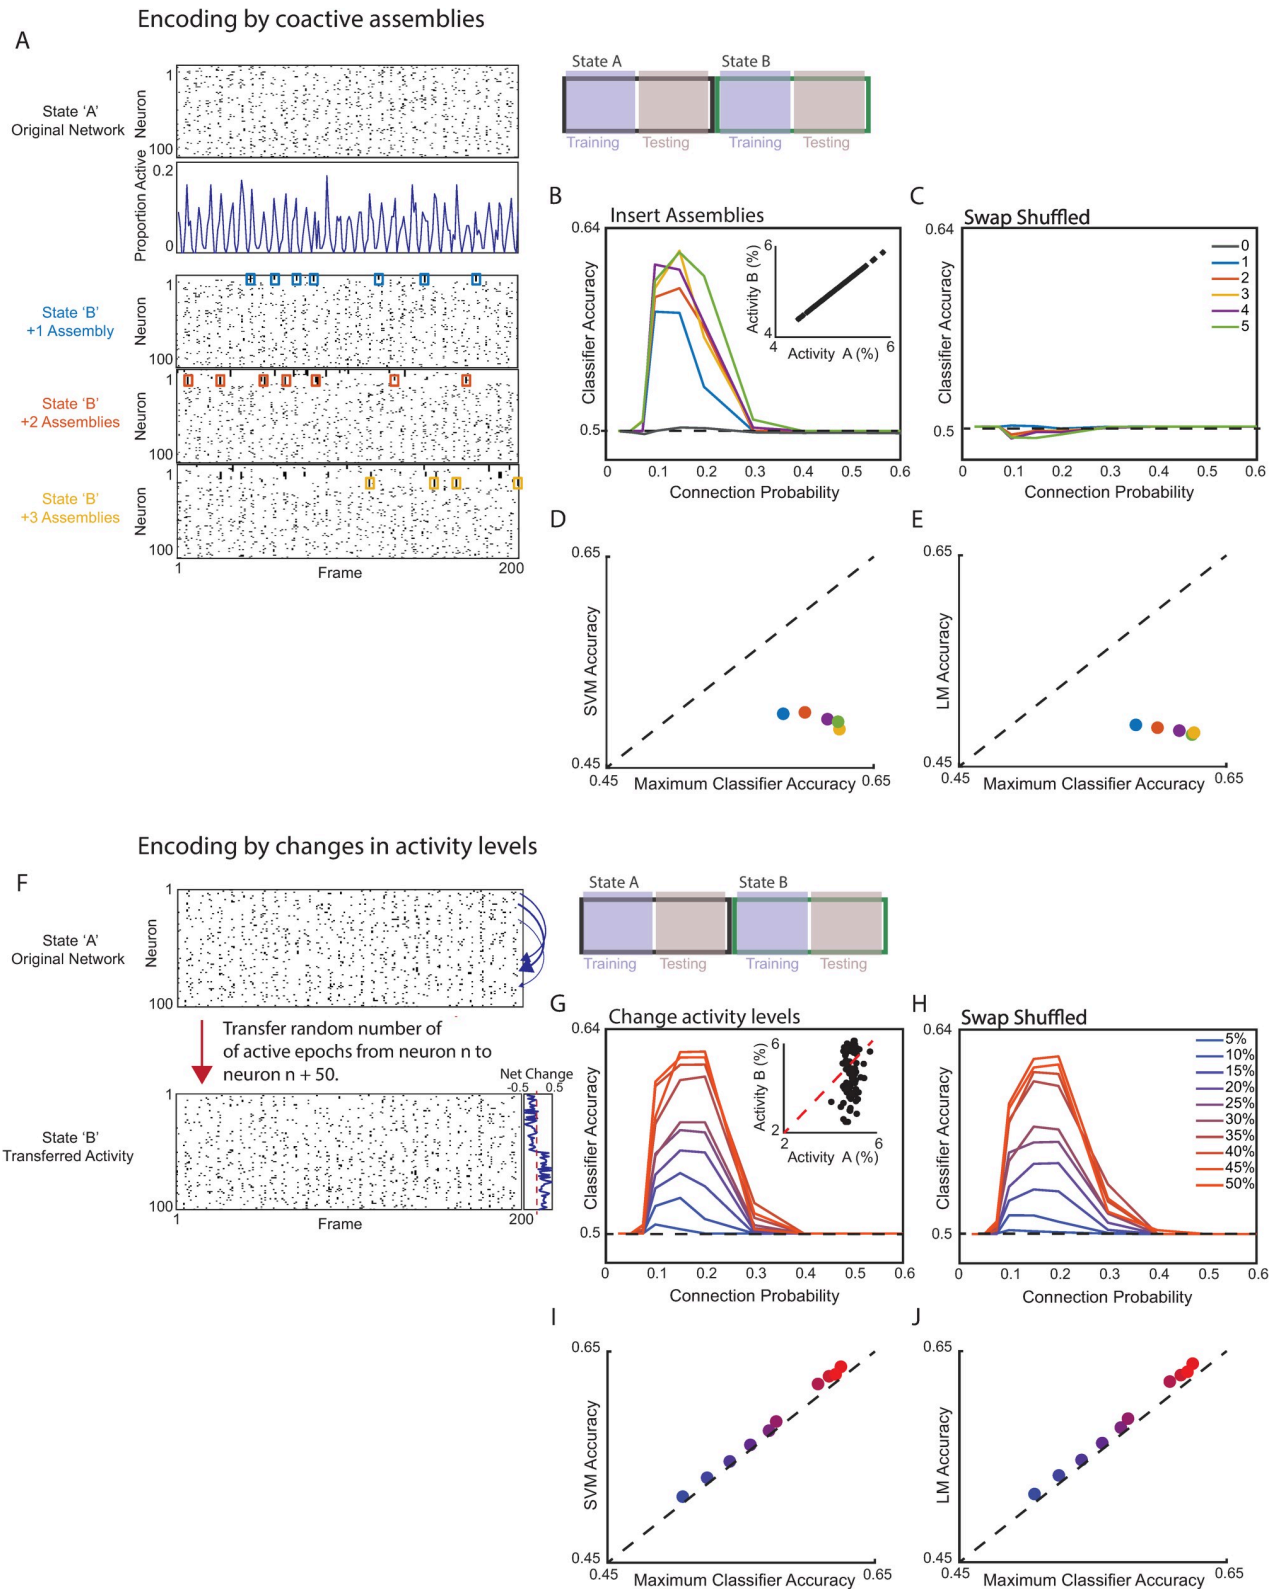 Encoding by coactive assemblies
A
State 'A'
Original Network
Neuron
1
100
Proportion Active
0.2
0
State 'B'
+1 Assembly
Neuron
1
100
State 'B'
+2 Assemblies
Neuron
1
100
State 'B'
+3 Assemblies
Neuron
1
100
1
200
Frame
State A
State B
Training
Testing
Training
Testing
B
Insert Assemblies
0.64
Classifier Accuracy
0.5
6
Activity B (%)
4
4
6
Activity A (%)
0
0.1
0.2
0.3
0.4
0.5
0.6
Connection Probability
C
Swap Shuffled
0.64
Classifier Accuracy
0.5
0
1
2
3
4
5
0
0.1
0.2
0.3
0.4
0.5
0.6
Connection Probability
D
0.65
SVM Accuracy
0.45
0.45
Maximum Classifier Accuracy
0.65
E
0.65
LM Accuracy
0.45
0.45
Maximum Classifier Accuracy
0.65
Encoding by changes in activity levels
F
State 'A'
Original Network
Neuron
1
100
Transfer random number of
of active epochs from neuron n to
neuron n + 50.
Net Change
-0.5
0.5
State 'B'
Transferred Activity
1
100
1
200
Frame
State A
State B
Training
Testing
Training
Testing
G
Change activity levels
0.64
Classifier Accuracy
0.5
6
Activity B (%)
2
2
6
Activity A (%)
0
0.1
0.2
0.3
0.4
0.5
0.6
Connection Probability
H
Swap Shuffled
0.64
Classifier Accuracy
0.5
5%
10%
15%
20%
25%
30%
35%
40%
45%
50%
0
0.1
0.2
0.3
0.4
0.5
0.6
Connection Probability
I
0.65
SVM Accuracy
0.45
0.45
Maximum Classifier Accuracy
0.65
J
0.65
LM Accuracy
0.45
0.45
Maximum Classifier Accuracy
0.65